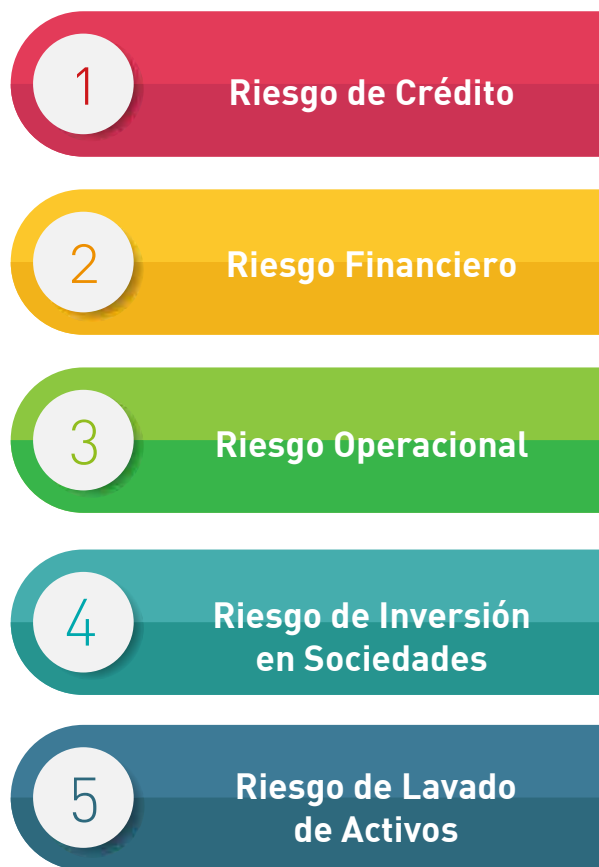 1
Riesgo de Crédito
2
Riesgo Financiero
3
Riesgo Operacional
4
Riesgo de Inversión
en Sociedades
5
Riesgo de Lavado
de Activos